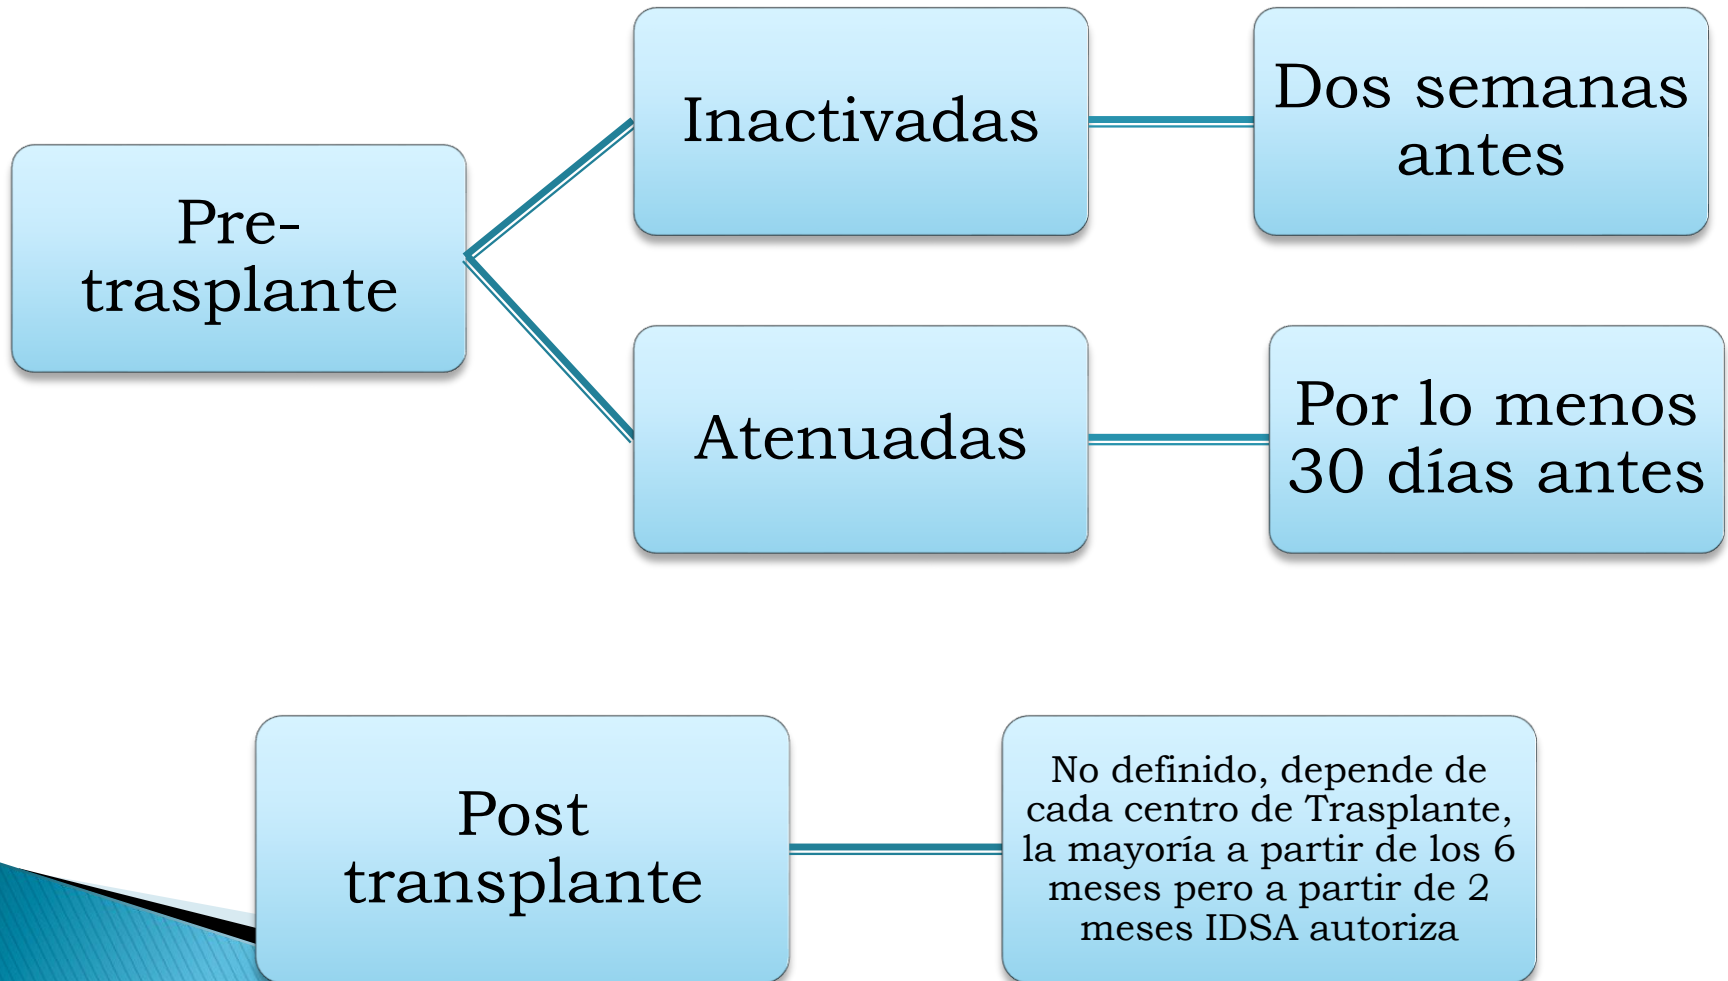 Pre-
trasplante
Inactivadas
Dos semanas
antes
Atenuadas
Por lo menos
30 días antes
Post
transplante
No definido, depende de
cada centro de Trasplante,
la mayoría a partir de los 6
meses pero a partir de 2
meses IDSA autoriza